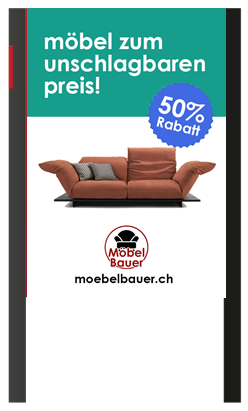 möbel zum
unschlagbaren
preis!
50%
Rabatt
Möbel
Bauer
moebelbauer.ch